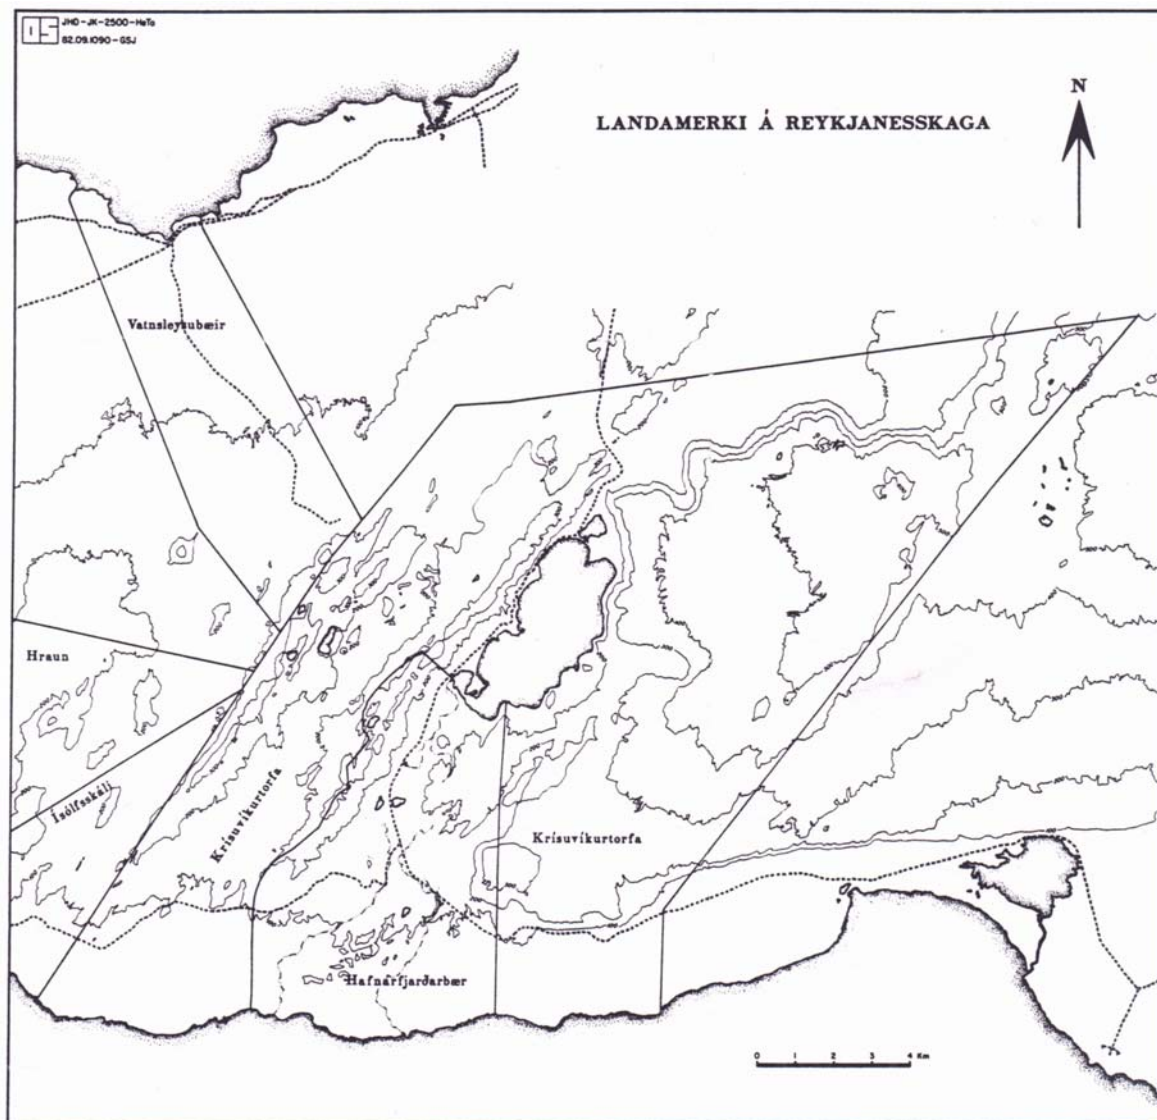 OS JHD-JK-2500-HeTo
82.09.1090-GSJ
LANDAMERKI Á REYKJANESSKAGA
N
Vatnsleysubæir
Hraun
Ísólfsskáli
Krísuvíkurtorfa
Krísuvíkurtorfa
Hafnarfjarðarbær
0 1 2 3 4 Km